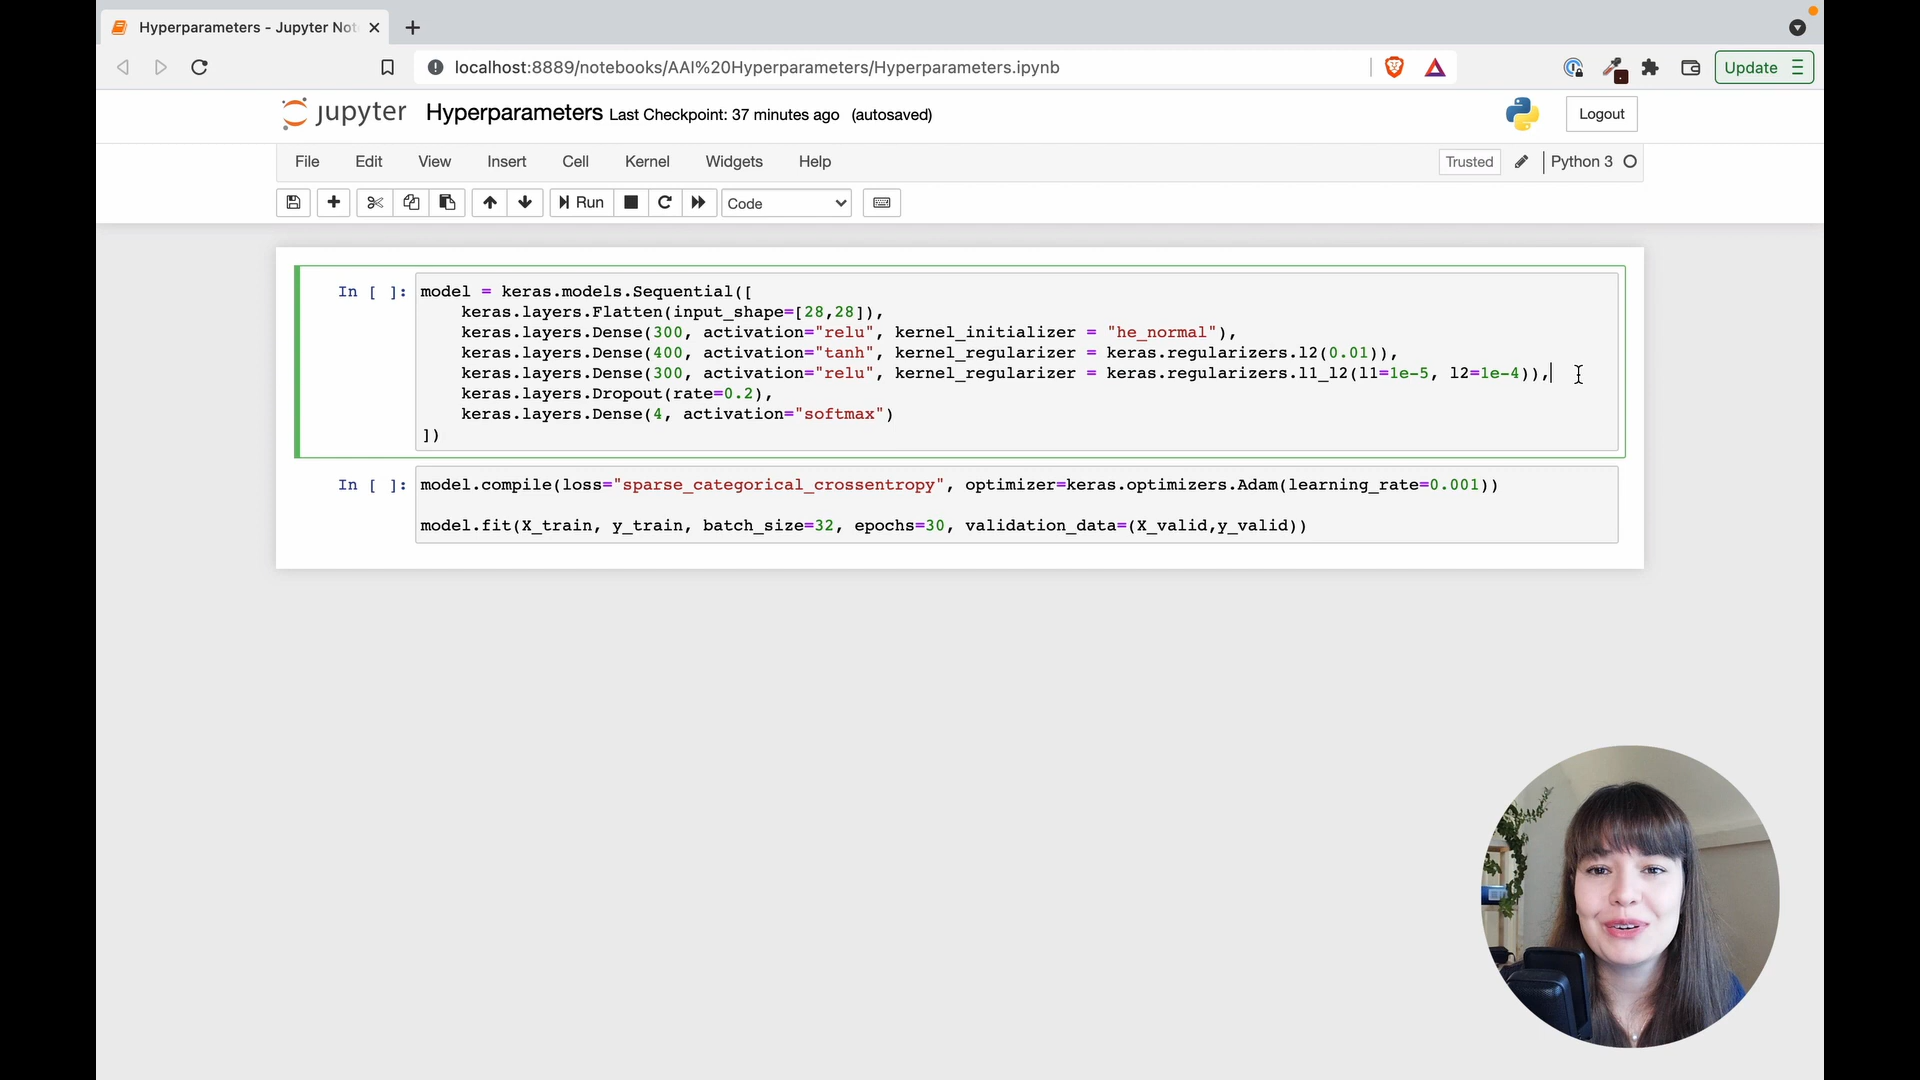 Hyperparameters - Jupyter Not
localhost:8889/notebooks/AAI%20Hyperparameters/Hyperparameters.ipynb
Update
jupyter Hyperparameters Last Checkpoint: 37 minutes ago (autosaved)
Logout
File Edit View Insert Cell Kernel Widgets Help
Trusted Python 3
Run Code
In [ ]: model = keras.models.Sequential([
keras.layers.Flatten(input_shape=[28,28]),
keras.layers.Dense(300, activation="relu", kernel_initializer = "he_normal"),
keras.layers.Dense(400, activation="tanh", kernel_regularizer = keras.regularizers.l2(0.01)),
keras.layers.Dense(300, activation="relu", kernel_regularizer = keras.regularizers.l1_l2(l1=1e-5, l2=1e-4)),
keras.layers.Dropout(rate=0.2),
keras.layers.Dense(4, activation="softmax")
])
In [ ]: model.compile(loss="sparse_categorical_crossentropy", optimizer=keras.optimizers.Adam(learning_rate=0.001))
model.fit(X_train, y_train, batch_size=32, epochs=30, validation_data=(X_valid,y_valid))